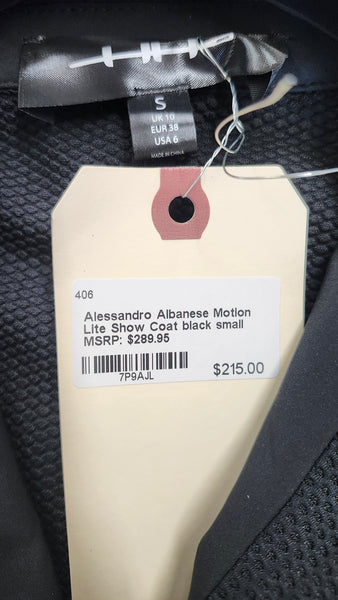 S
UK 10
EUR 38
USA 6
MADE IN CHINA
406
Alessandro Albanese Motion
Lite Show Coat black small
MSRP: $289.95
7P9AJL
$215.00